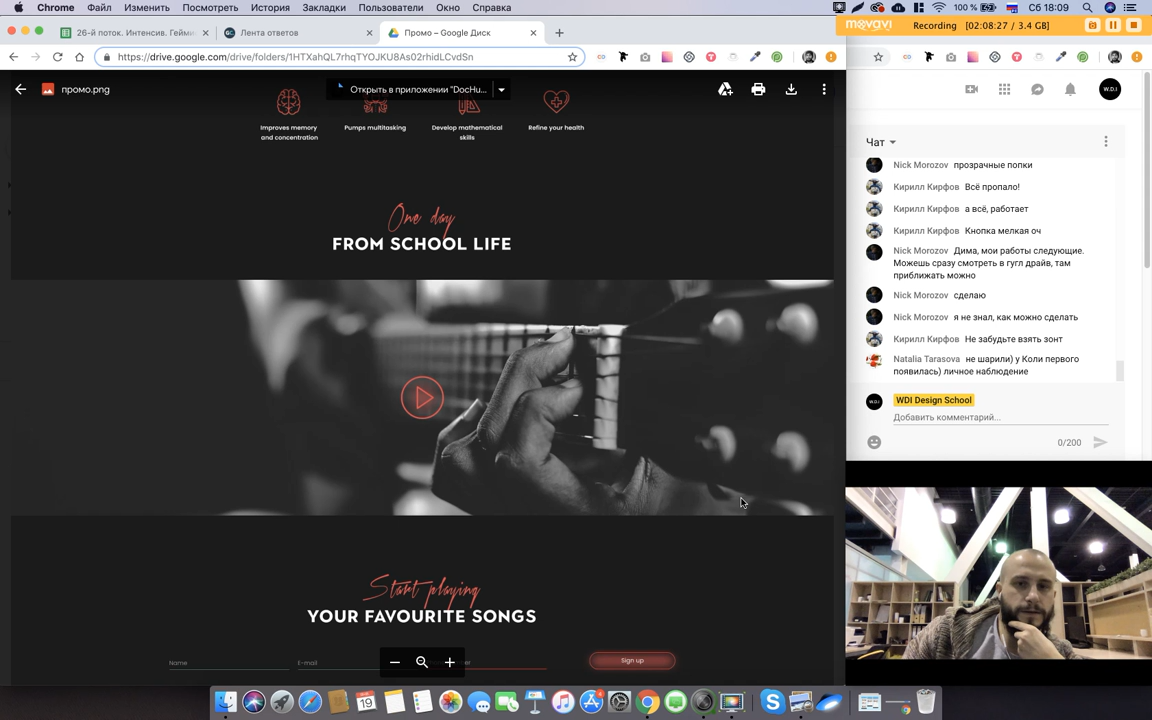 Chrome Файл Изменить Посмотреть История Закладки Пользователи Окно Справка
100 % Сб 18:09
movavi Recording [02:08:27 / 3.4 GB]
26-й поток. Интенсив. Гейми
Лента ответов
Промо – Google Диск
https://drive.google.com/drive/folders/1HTXahQL7rhqTYOJKU8As02rhidLCvdSn
промо.png
Открыть в приложении "DocHu...
Improves memory
and concentration
Pumps multitasking
Develop mathematical
skills
Refine your health
One day
FROM SCHOOL LIFE
Start playing
YOUR FAVOURITE SONGS
Name
E-mail
Sign up
W.D.I
Чат
Nick Morozov прозрачные попки
Кирилл Кирфов Всё пропало!
Кирилл Кирфов а всё, работает
Кирилл Кирфов Кнопка мелкая оч
Nick Morozov Дима, мои работы следующие.
Можешь сразу смотреть в гугл драйв, там
приближать можно
Nick Morozov сделаю
Nick Morozov я не знал, как можно сделать
Кирилл Кирфов Не забудьте взять зонт
Natalia Tarasova не шарили) у Коли первого
появилась) личное наблюдение
W.D.I
WDI Design School
Добавить комментарий...
0/200
19